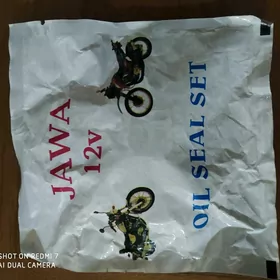 JAWA
12v
OIL SEAL SET
SHOT ON REDMI 7
AI DUAL CAMERA